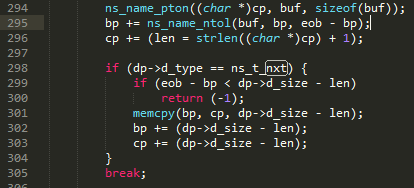 294 ns_name_pton((char *)cp, buf, sizeof(buf));
295 bp += ns_name_ntol(buf, bp, eob - bp);
296 cp += (len = strlen((char *)cp) + 1);
297
298 if (dp->d_type == ns_t_nxt) {
299 if (eob - bp < dp->d_size - len)
300 return (-1);
301 memcpy(bp, cp, dp->d_size - len);
302 bp += (dp->d_size - len);
303 cp += (dp->d_size - len);
304 }
305 break;